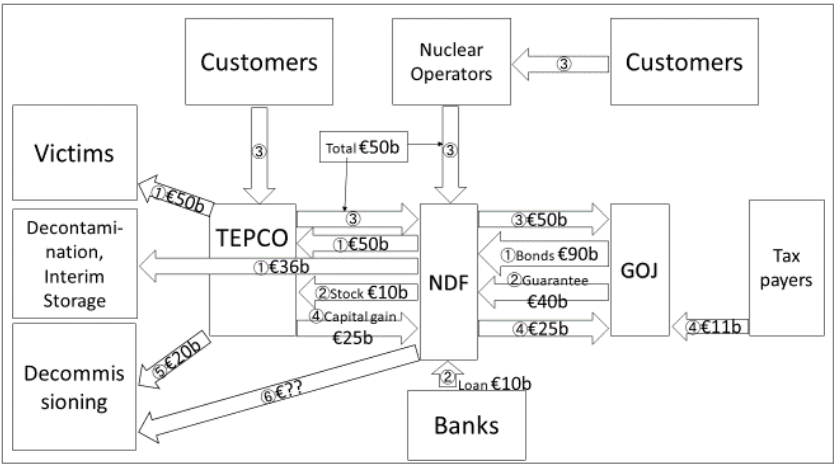 Customers
Nuclear
Operators
③
Customers
Victims
③
Total €50b
③
①€50b
Decontami-
nation,
Interim
Storage
TEPCO
③
①€50b
①€36b
②Stock €10b
④Capital gain
€25b
NDF
③€50b
①Bonds €90b
②Guarantee
€40b
④€25b
GOJ
Tax
payers
④€11b
Decommis
sioning
⑤€20b
⑥€??
②Loan €10b
Banks